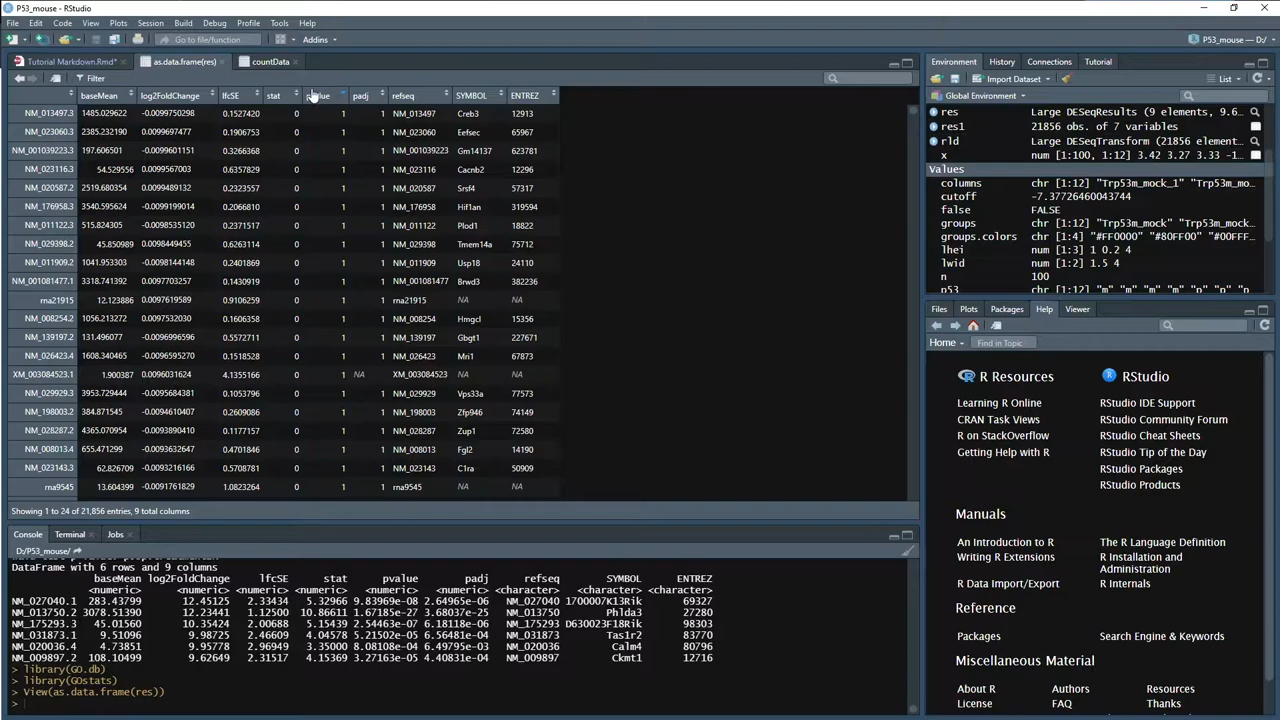 P53_mouse - RStudio
File Edit Code View Plots Session Build Debug Profile Tools Help
Go to file/function Addins P53_mouse — D:/
Tutorial Markdown.Rmd* as.data.frame(res) countData
Filter
baseMean log2FoldChange lfcSE stat pvalue padj refseq SYMBOL ENTREZ
NM_013497.3 1485.029622 -0.0099750298 0.1527420 0 1 1 NM_013497 Creb3 12913
NM_023060.3 2385.232190 0.0099697477 0.1906753 0 1 1 NM_023060 Eefsec 65967
NM_001039223.3 197.606501 -0.0099601151 0.3266368 0 1 1 NM_001039223 Gm14137 623781
NM_023116.3 54.529556 0.0099567003 0.6357829 0 1 1 NM_023116 Cacnb2 12296
NM_020587.2 2519.680354 0.0099489132 0.2323557 0 1 1 NM_020587 Srsf4 57317
NM_176958.3 3540.595624 -0.0099199014 0.2066810 0 1 1 NM_176958 Hif1an 319594
NM_011122.3 515.824305 -0.0098535120 0.2371517 0 1 1 NM_011122 Plod1 18822
NM_029398.2 45.850989 0.0098449455 0.6263114 0 1 1 NM_029398 Tmem14a 75712
NM_011909.2 1041.953303 -0.0098144148 0.2401869 0 1 1 NM_011909 Usp18 24110
NM_001081477.1 3318.741392 0.0097703257 0.1430919 0 1 1 NM_001081477 Brwd3 382236
rna21915 12.123886 0.0097619589 0.9106259 0 1 1 rna21915 NA NA
NM_008254.2 1056.213272 0.0097532030 0.1606358 0 1 1 NM_008254 Hmgcl 15356
NM_139197.2 131.496077 -0.0096996596 0.5572711 0 1 1 NM_139197 Gbgt1 227671
NM_026423.4 1608.340465 -0.0096595270 0.1518528 0 1 1 NM_026423 Mri1 67873
XM_003084523.1 1.900387 0.0096031624 4.1355166 0 1 NA XM_003084523 NA NA
NM_029929.3 3953.729444 -0.0095684381 0.1053796 0 1 1 NM_029929 Vps33a 77573
NM_198003.2 384.871545 -0.0094610407 0.2609086 0 1 1 NM_198003 Zfp946 74149
NM_028287.2 4365.070954 -0.0093890410 0.1177157 0 1 1 NM_028287 Zup1 72580
NM_008013.4 655.471299 -0.0093632647 0.4701846 0 1 1 NM_008013 Fgl2 14190
NM_023143.3 62.826709 -0.0093216166 0.5708781 0 1 1 NM_023143 C1ra 50909
rna9545 13.604399 -0.0091761829 1.0823264 0 1 1 rna9545 NA NA
Showing 1 to 24 of 21,856 entries, 9 total columns
Console Terminal Jobs
D:/P53_mouse/
DataFrame with 6 rows and 9 columns
baseMean log2FoldChange lfcSE stat pvalue padj refseq SYMBOL ENTREZ
<numeric> <numeric> <numeric> <numeric> <numeric> <numeric> <character> <character> <character>
NM_027040.1 283.43799 12.45125 2.33434 5.32966 9.83969e-08 2.64965e-06 NM_027040 1700007K13Rik 69327
NM_013750.2 3078.51390 12.23441 1.12500 10.86611 1.67187e-27 3.68037e-25 NM_013750 Phlda3 27280
NM_175293.3 45.01560 10.35424 2.00688 5.15439 2.54463e-07 6.18118e-06 NM_175293 D630023F18Rik 98303
NM_031873.1 9.51096 9.98725 2.46609 4.04578 5.21502e-05 6.56481e-04 NM_031873 Tas1r2 83770
NM_020036.4 4.73851 9.95778 2.96949 3.35000 8.08108e-04 6.49795e-03 NM_020036 Calm4 80796
NM_009897.2 108.10499 9.62649 2.31517 4.15369 3.27163e-05 4.40831e-04 NM_009897 Ckmt1 12716
> library(GO.db)
> library(GOstats)
> View(as.data.frame(res))
>
Environment History Connections Tutorial
Import Dataset List
Global Environment
res Large DESeqResults (9 elements, 9.6…
res1 21856 obs. of 7 variables
rld Large DESeqTransform (21856 element…
x num [1:100, 1:12] 3.42 3.27 3.33 -1.4…
Values
columns chr [1:12] "Trp53m_mock_1" "Trp53m_mo…
cutoff -7.37726460043744
false FALSE
groups chr [1:12] "Trp53m_mock" "Trp53m_mock…
groups.colors chr [1:4] "#FF0000" "#80FF00" "#00FFF…
lhei num [1:3] 1 0.2 4
lwid num [1:2] 1.5 4
n 100
p53 chr [1:12] "m" "m" "m" "m" "p" "p" "p…
Files Plots Packages Help Viewer
Home Find in Topic
R Resources
Learning R Online
CRAN Task Views
R on StackOverflow
Getting Help with R
RStudio
RStudio IDE Support
RStudio Community Forum
RStudio Cheat Sheets
RStudio Tip of the Day
RStudio Packages
RStudio Products
Manuals
An Introduction to R
Writing R Extensions
R Data Import/Export
The R Language Definition
R Installation and
Administration
R Internals
Reference
Packages
Search Engine & Keywords
Miscellaneous Material
About R Authors Resources
License FAQ Thanks